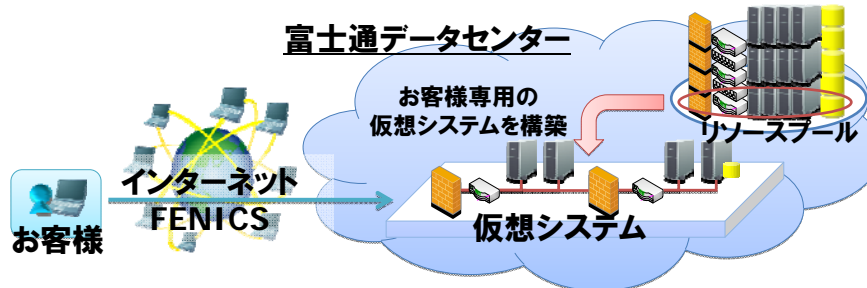 富士通データセンター
お客様専用の
仮想システムを構築
リソースプール
インターネット
FENICS
お客様
仮想システム